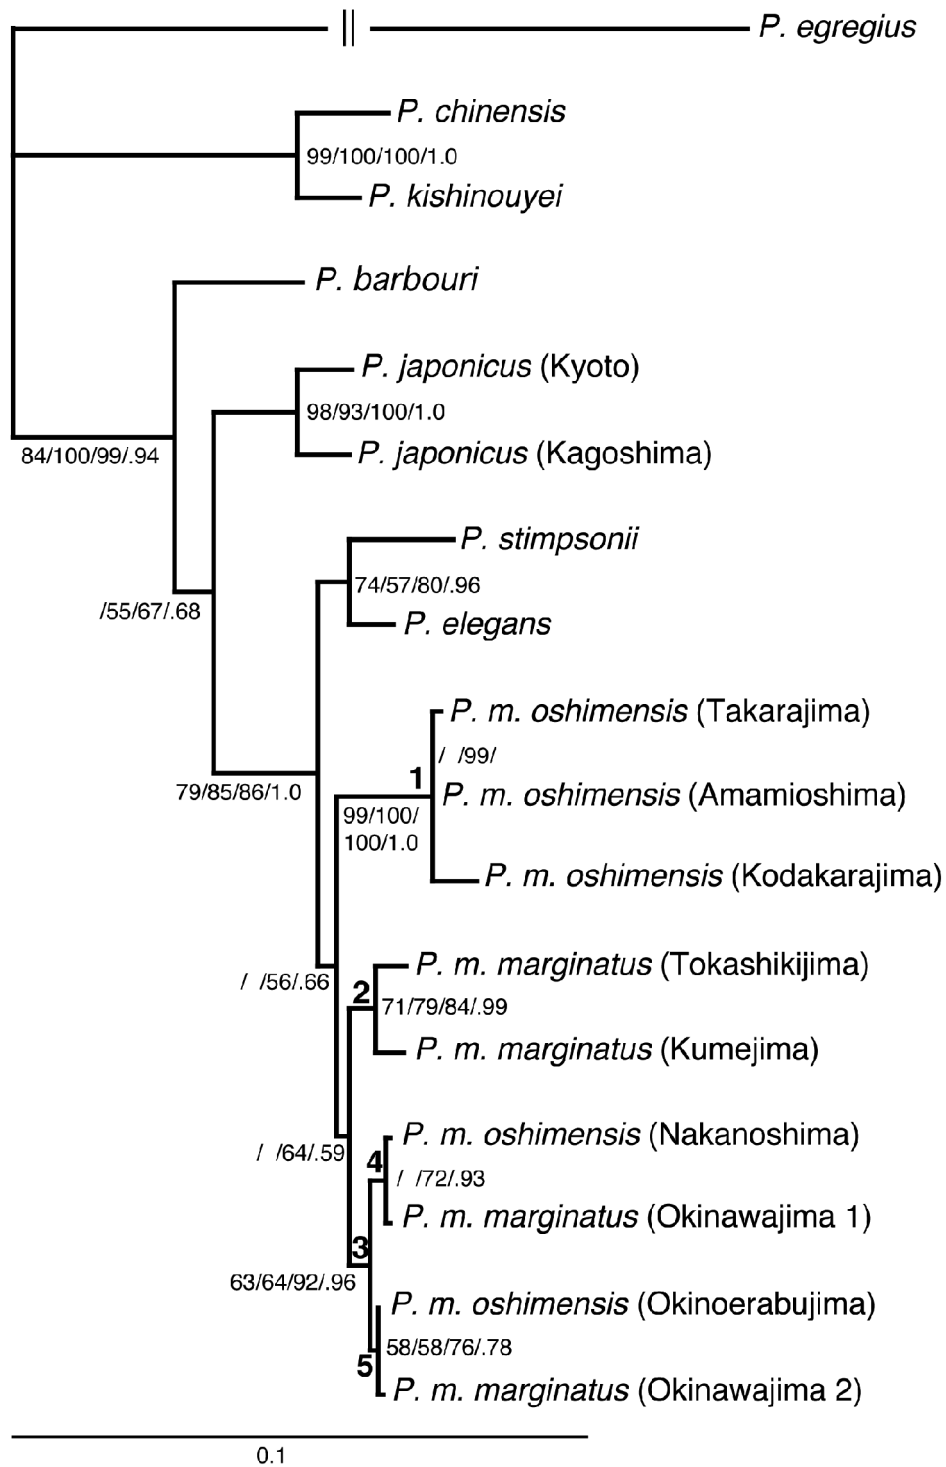 P. egregius
P. chinensis
99/100/100/1.0
P. kishinouyei
P. barbouri
P. japonicus (Kyoto)
98/93/100/1.0
84/100/99/.94
P. japonicus (Kagoshima)
P. stimpsonii
74/57/80/.96
/55/67/.68
P. elegans
P. m. oshimensis (Takarajima)
/ /99/
1
79/85/86/1.0
P. m. oshimensis (Amamioshima)
99/100/
100/1.0
P. m. oshimensis (Kodakarajima)
P. m. marginatus (Tokashikijima)
/ /56/.66
2
71/79/84/.99
P. m. marginatus (Kumejima)
P. m. oshimensis (Nakanoshima)
/ /64/.59
4
/ /72/.93
P. m. marginatus (Okinawajima 1)
3
63/64/92/.96
P. m. oshimensis (Okinoerabujima)
58/58/76/.78
5
P. m. marginatus (Okinawajima 2)
0.1